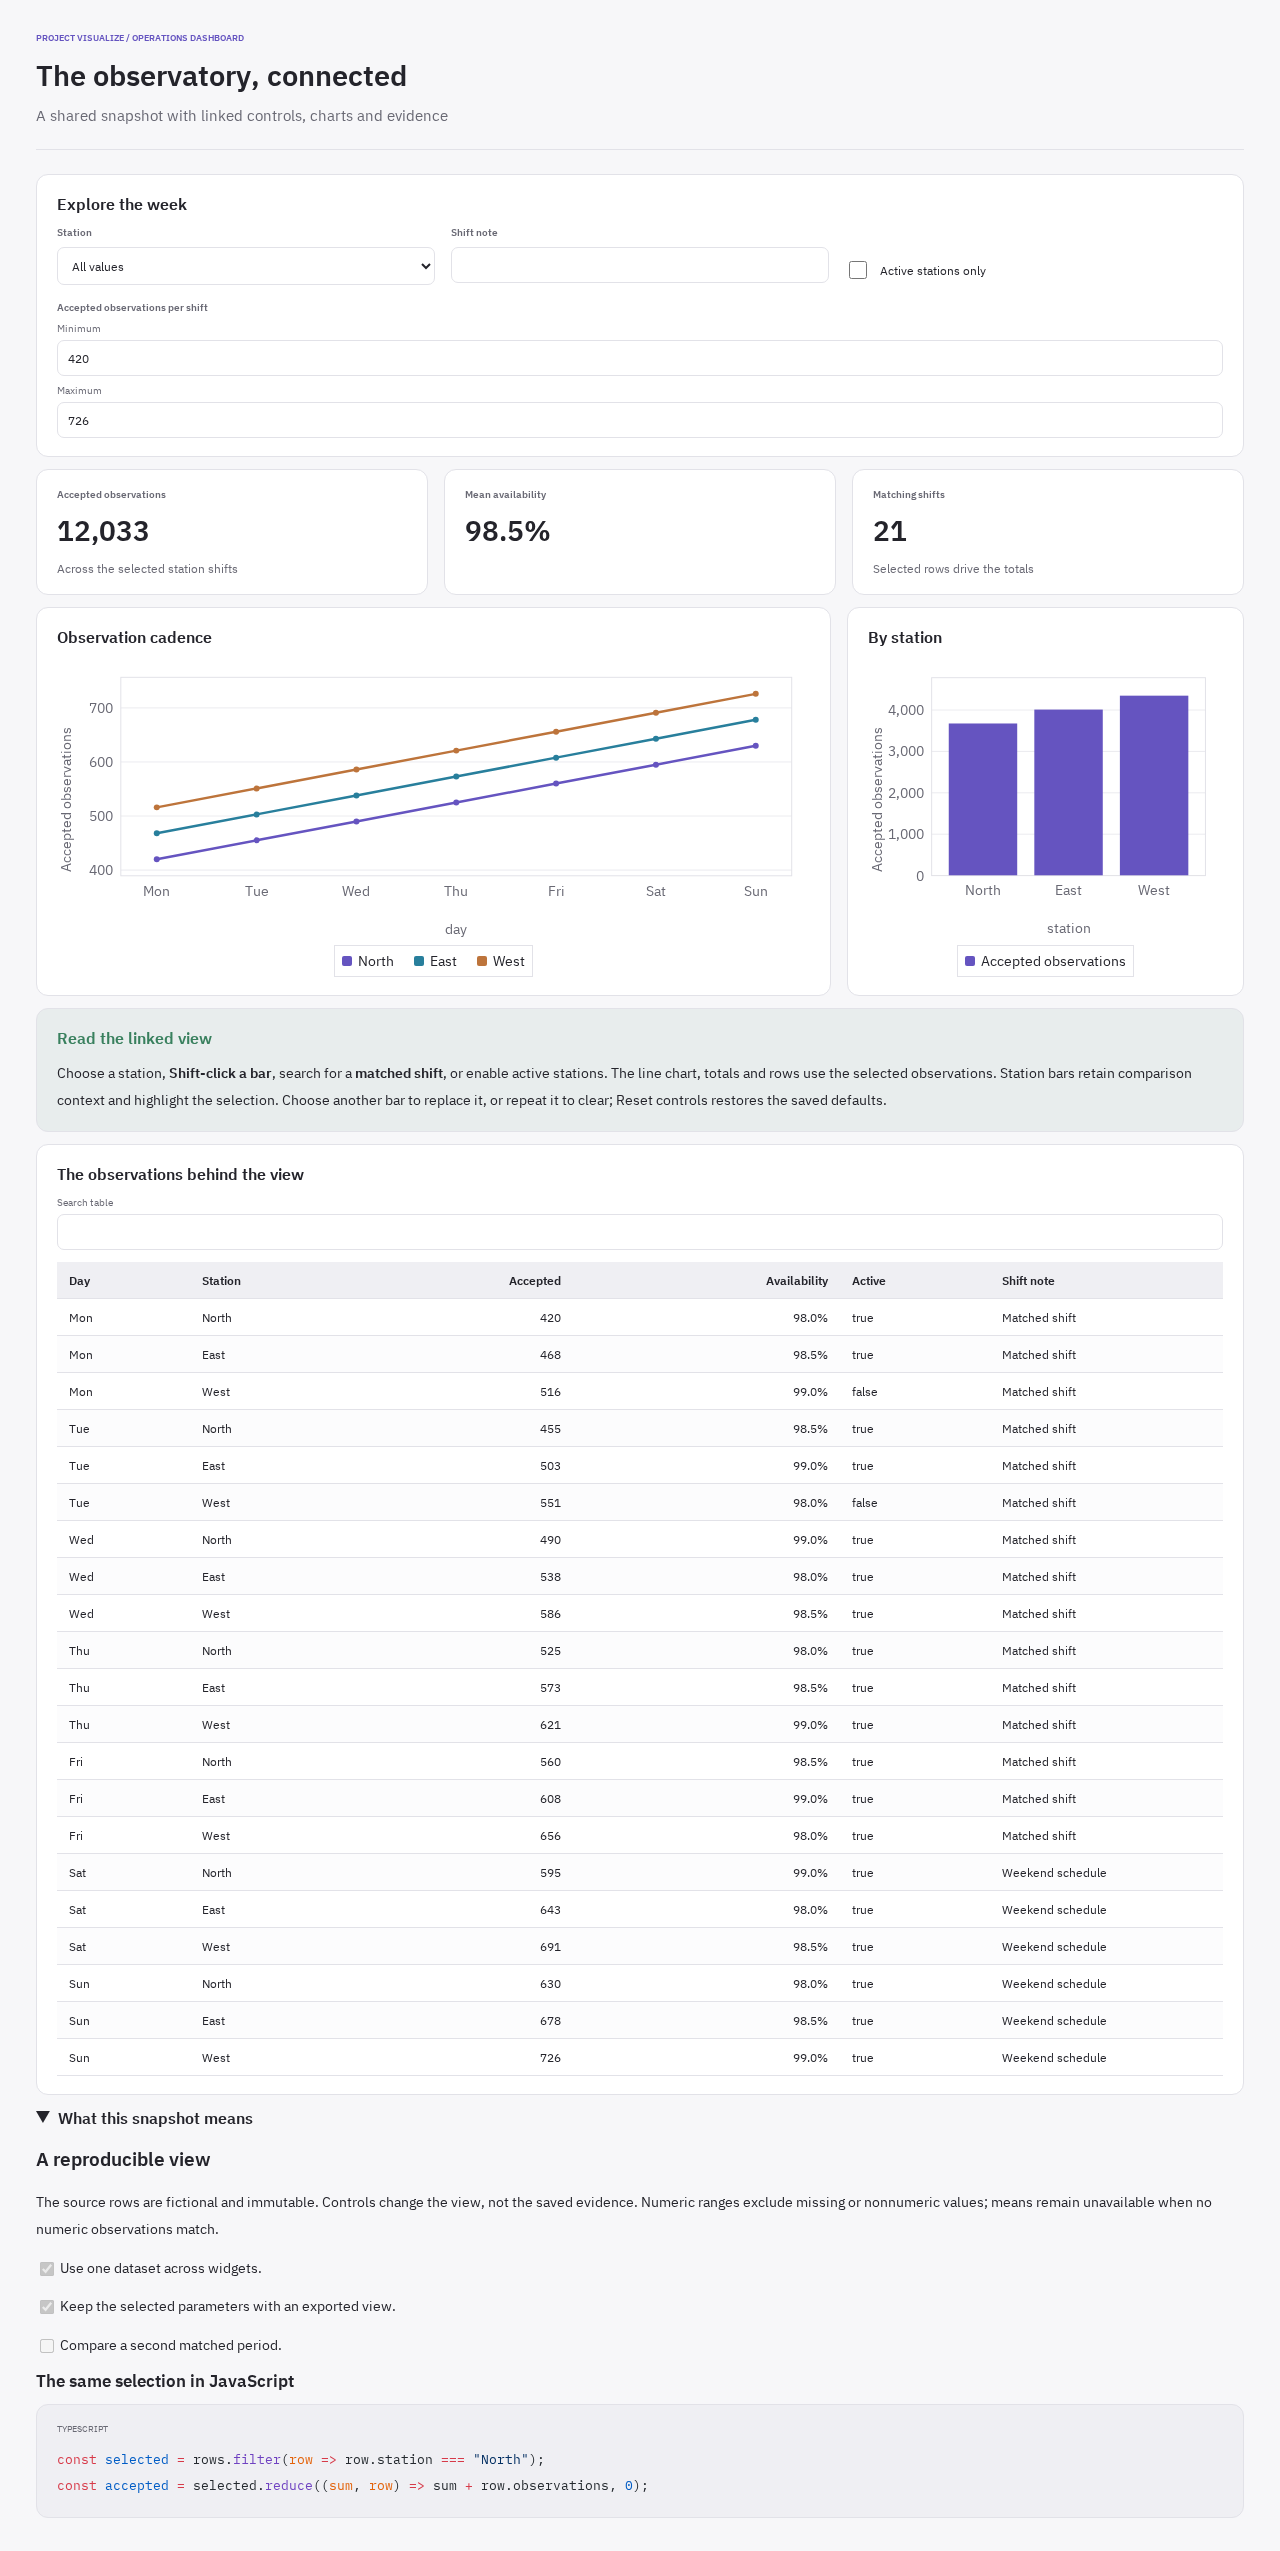 PROJECT VISUALIZE / OPERATIONS DASHBOARD
The observatory, connected
A shared snapshot with linked controls, charts and evidence
Explore the week
Station
Shift note
All values
Active stations only
Accepted observations per shift
Minimum
420
Maximum
726
Accepted observations
12,033
Across the selected station shifts
Mean availability
98.5%
Matching shifts
21
Selected rows drive the totals
Observation cadence
Accepted observations
700
600
500
400
Mon Tue Wed Thu Fri Sat Sun
day
North East West
By station
Accepted observations
4,000
3,000
2,000
1,000
0
North East West
station
Accepted observations
Read the linked view
Choose a station, Shift-click a bar, search for a matched shift, or enable active stations. The line chart, totals and rows use the selected observations. Station bars retain comparison
context and highlight the selection. Choose another bar to replace it, or repeat it to clear; Reset controls restores the saved defaults.
The observations behind the view
Search table
Day Station Accepted Availability Active Shift note
Mon North 420 98.0% true Matched shift
Mon East 468 98.5% true Matched shift
Mon West 516 99.0% false Matched shift
Tue North 455 98.5% true Matched shift
Tue East 503 99.0% true Matched shift
Tue West 551 98.0% false Matched shift
Wed North 490 99.0% true Matched shift
Wed East 538 98.0% true Matched shift
Wed West 586 98.5% true Matched shift
Thu North 525 98.0% true Matched shift
Thu East 573 98.5% true Matched shift
Thu West 621 99.0% true Matched shift
Fri North 560 98.5% true Matched shift
Fri East 608 99.0% true Matched shift
Fri West 656 98.0% true Matched shift
Sat North 595 99.0% true Weekend schedule
Sat East 643 98.0% true Weekend schedule
Sat West 691 98.5% true Weekend schedule
Sun North 630 98.0% true Weekend schedule
Sun East 678 98.5% true Weekend schedule
Sun West 726 99.0% true Weekend schedule
What this snapshot means
A reproducible view
The source rows are fictional and immutable. Controls change the view, not the saved evidence. Numeric ranges exclude missing or nonnumeric values; means remain unavailable when no
numeric observations match.
Use one dataset across widgets.
Keep the selected parameters with an exported view.
Compare a second matched period.
The same selection in JavaScript
TYPESCRIPT
const selected = rows.filter(row => row.station === "North");
const accepted = selected.reduce((sum, row) => sum + row.observations, 0);